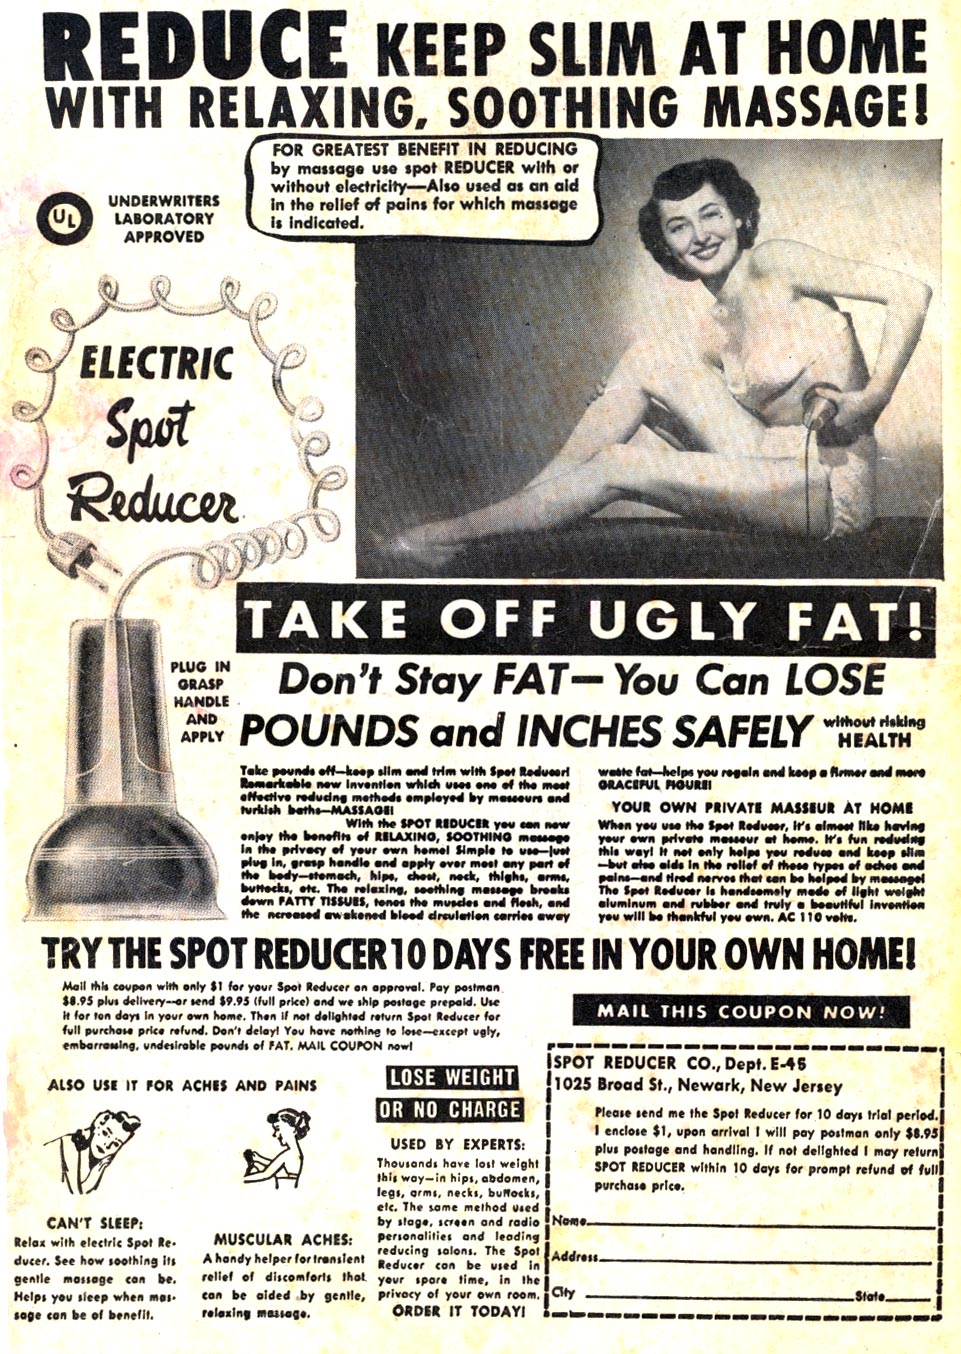 REDUCE KEEP SLIM AT HOME
WITH RELAXING, SOOTHING MASSAGE!
FOR GREATEST BENEFIT IN REDUCING
by massage use spot REDUCER with or
without electricity—Also used as an aid
in the relief of pains for which massage
is indicated.
UL
UNDERWRITERS
LABORATORY
APPROVED
ELECTRIC
Spot
Reducer
PLUG IN
GRASP
HANDLE
AND
APPLY
TAKE OFF UGLY FAT!
Don't Stay FAT—You Can LOSE
POUNDS and INCHES SAFELY without risking
HEALTH
Take pounds off—keep slim and trim with Spot Reducer!
Remarkable new invention which uses one of the most
effective reducing methods employed by masseurs and
turkish baths—MASSAGE!
With the SPOT REDUCER you can now
enjoy the benefits of RELAXING, SOOTHING massage
in the privacy of your own home! Simple to use—just
plug in, grasp handle and apply over most any part of
the body—stomach, hips, chest, neck, thighs, arms,
buttocks, etc. The relaxing, soothing massage breaks
down FATTY TISSUES, tones the muscles and flesh, and
the ncreased awakened blood circulation carries away
waste fat—helps you regain and keep a firmer and more
GRACEFUL FIGURE!
YOUR OWN PRIVATE MASSEUR AT HOME
When you use the Spot Reducer, it's almost like having
your own private masseur at home. It's fun reducing
this way! It not only helps you reduce and keep slim
—but also aids in the relief of those types of aches and
pains—and tired nerves that can be helped by massage!
The Spot Reducer is handsomely made of light weight
aluminum and rubber and truly a beautiful invention
you will be thankful you own. AC 110 volts.
TRY THE SPOT REDUCER 10 DAYS FREE IN YOUR OWN HOME!
Mail this coupon with only $1 for your Spot Reducer on approval. Pay postman
$8.95 plus delivery—or send $9.95 (full price) and we ship postage prepaid. Use
it for ten days in your own home. Then if not delighted return Spot Reducer for
full purchase price refund. Don't delay! You have nothing to lose—except ugly,
embarrassing, undesirable pounds of FAT. MAIL COUPON now!
ALSO USE IT FOR ACHES AND PAINS
CAN'T SLEEP:
Relax with electric Spot Re-
ducer. See how soothing its
gentle massage can be.
Helps you sleep when mas-
sage can be of benefit.
MUSCULAR ACHES:
A handy helper for transient
relief of discomforts that
can be aided by gentle,
relaxing massage.
LOSE WEIGHT
OR NO CHARGE
USED BY EXPERTS:
Thousands have lost weight
this way—in hips, abdomen,
legs, arms, necks, buttocks,
etc. The same method used
by stage, screen and radio
personalities and leading
reducing salons. The Spot
Reducer can be used in
your spare time, in the
privacy of your own room.
ORDER IT TODAY!
MAIL THIS COUPON NOW!
SPOT REDUCER CO., Dept. E-45
1025 Broad St., Newark, New Jersey
Please send me the Spot Reducer for 10 days trial period.
I enclose $1, upon arrival I will pay postman only $8.95
plus postage and handling. If not delighted I may return
SPOT REDUCER within 10 days for prompt refund of full
purchase price.
Name
Address
City State